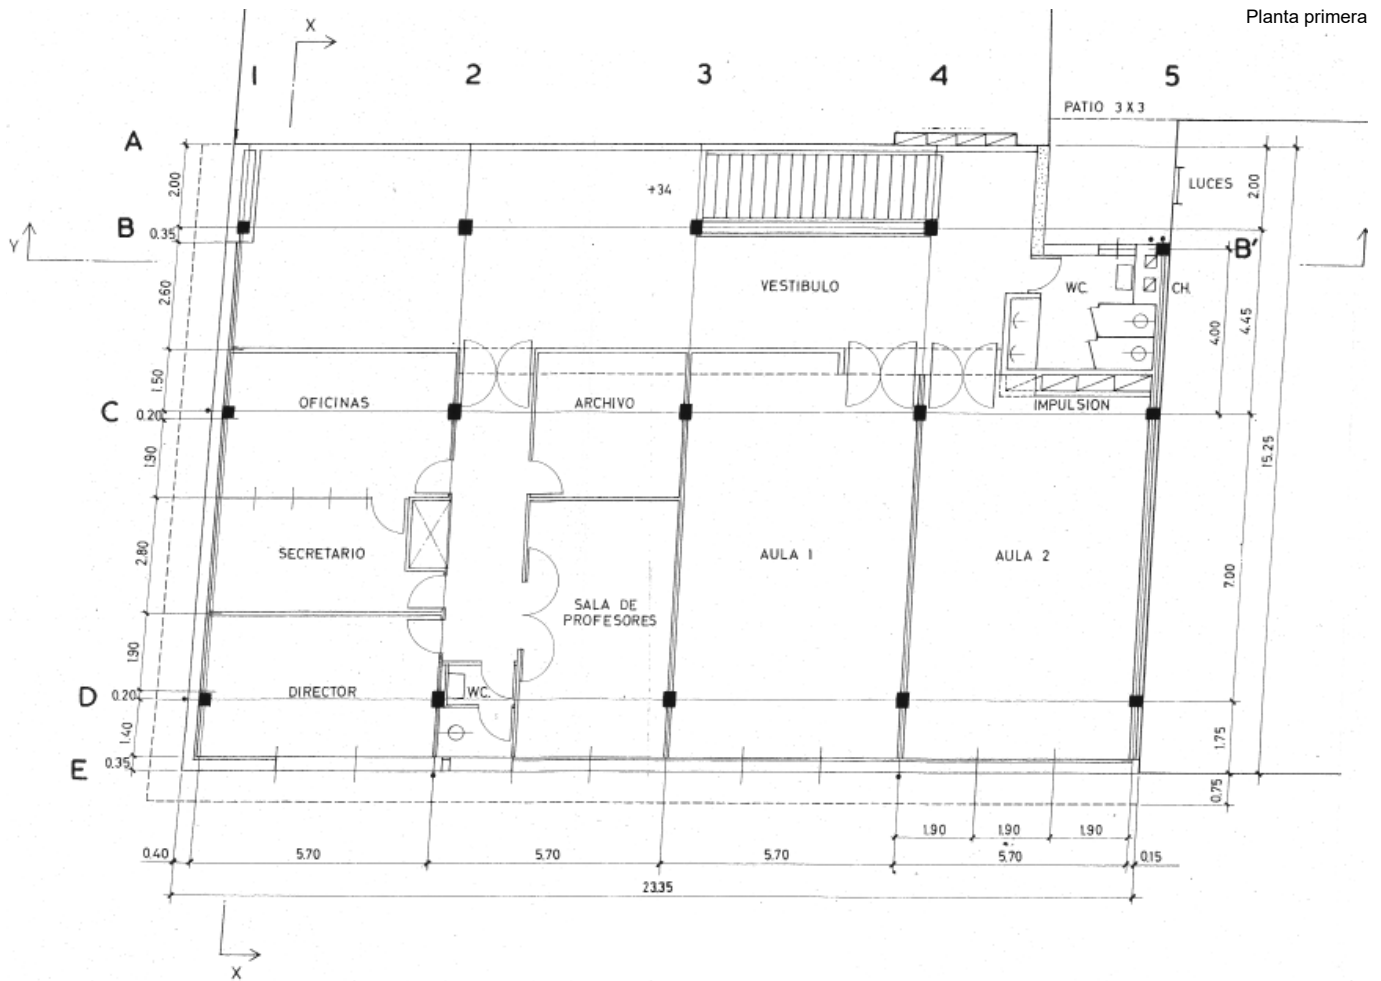 Planta primera
X
1
2
3
4
5
PATIO 3X3
A
2.00
+34
LUCES
2.00
B
0.35
Y
B'
2.60
VESTIBULO
WC.
CH.
4.00
4.45
1.50
OFICINAS
ARCHIVO
IMPULSION
C
0.20
1.90
15.25
SECRETARIO
AULA 1
AULA 2
2.80
7.00
SALA DE
PROFESORES
1.90
D
0.20
DIRECTOR
WC.
1.40
1.75
E
0.35
0.75
1.90
1.90
1.90
0.40
5.70
5.70
5.70
5.70
0.15
23.35
X